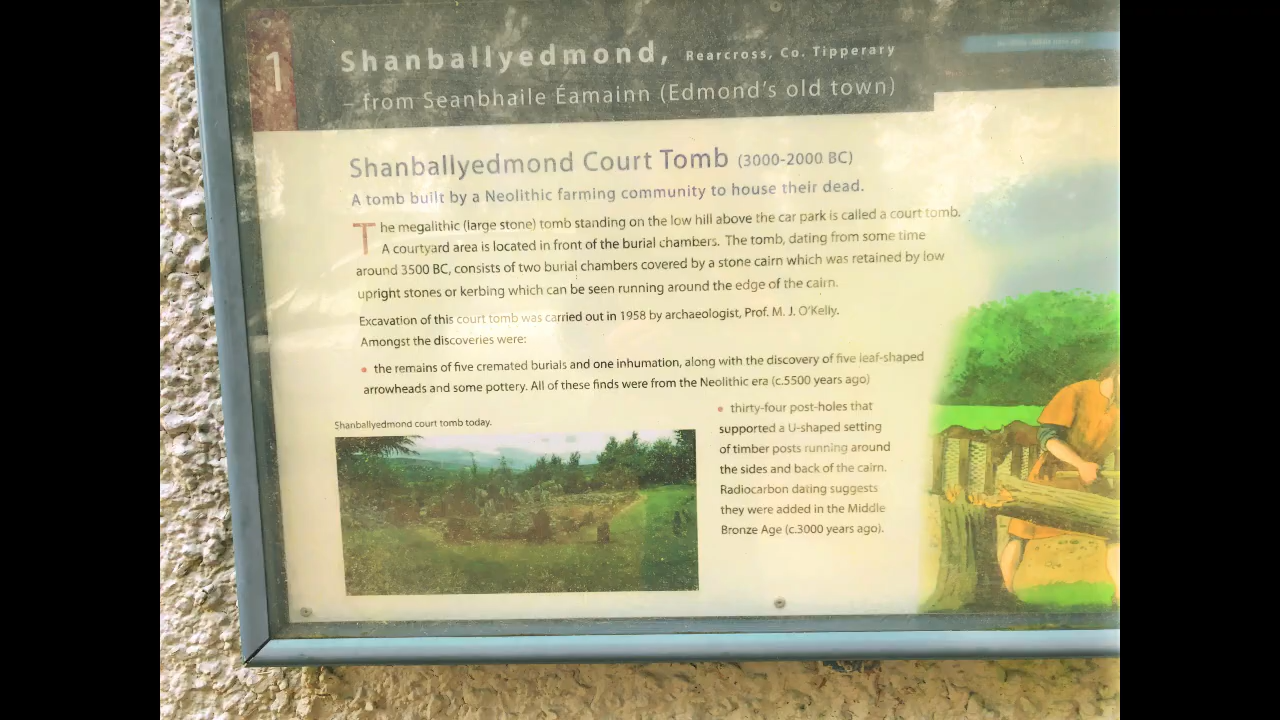 1
Shanballyedmond, Rearcross, Co. Tipperary
– from Seanbhaile Éamainn (Edmond's old town)
Shanballyedmond Court Tomb (3000-2000 BC)
A tomb built by a Neolithic farming community to house their dead.
The megalithic (large stone) tomb standing on the low hill above the car park is called a court tomb.
A courtyard area is located in front of the burial chambers. The tomb, dating from some time
around 3500 BC, consists of two burial chambers covered by a stone cairn which was retained by low
upright stones or kerbing which can be seen running around the edge of the cairn.
Excavation of this court tomb was carried out in 1958 by archaeologist, Prof. M. J. O'Kelly.
Amongst the discoveries were:
• the remains of five cremated burials and one inhumation, along with the discovery of five leaf-shaped
arrowheads and some pottery. All of these finds were from the Neolithic era (c.5500 years ago)
Shanballyedmond court tomb today.
• thirty-four post-holes that
supported a U-shaped setting
of timber posts running around
the sides and back of the cairn.
Radiocarbon dating suggests
they were added in the Middle
Bronze Age (c.3000 years ago).